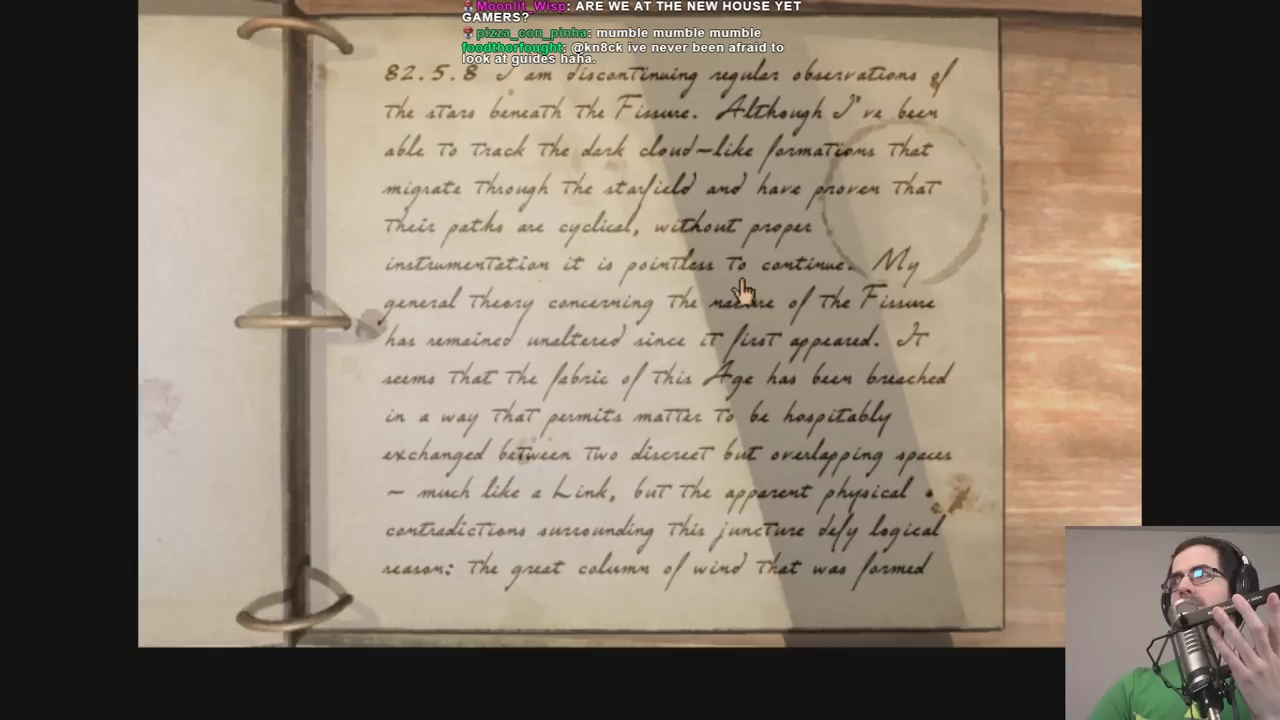 Moonlit_Wisp: ARE WE AT THE NEW HOUSE YET
GAMERS?
pizza_con_pinha: mumble mumble mumble
foodthorfought: @kn8ck ive never been afraid to
look at guides haha.
82.5.8 I am discontinuing regular observations of
the stars beneath the Fissure. Although I've been
able to track the dark cloud-like formations that
migrate through the starfield and have proven that
their paths are cyclical, without proper
instrumentation it is pointless to continue. My
general theory concerning the nature of the Fissure
has remained unaltered since it first appeared. It
seems that the fabric of this Age has been breached
in a way that permits matter to be hospitably
exchanged between two discreet but overlapping spaces
- much like a Link, but the apparent physical
contradictions surrounding this juncture defy logical
reason: the great column of wind that was formed